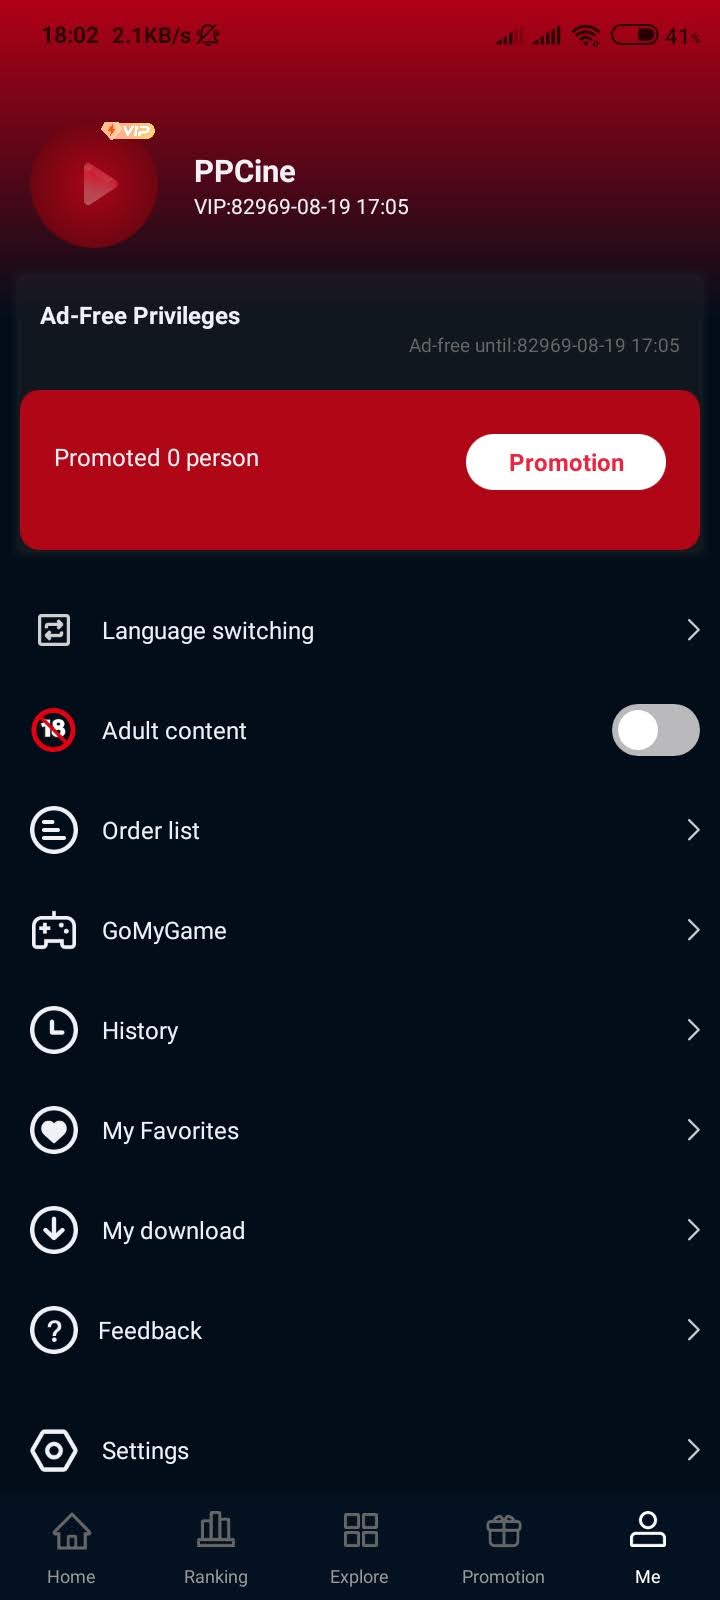 18:02 2.1KB/s 41%
VIP
PPCine
VIP:82969-08-19 17:05
Ad-Free Privileges
Ad-free until:82969-08-19 17:05
Promoted 0 person
Promotion
Language switching
18
Adult content
Order list
GoMyGame
History
My Favorites
My download
Feedback
Settings
Home
Ranking
Explore
Promotion
Me